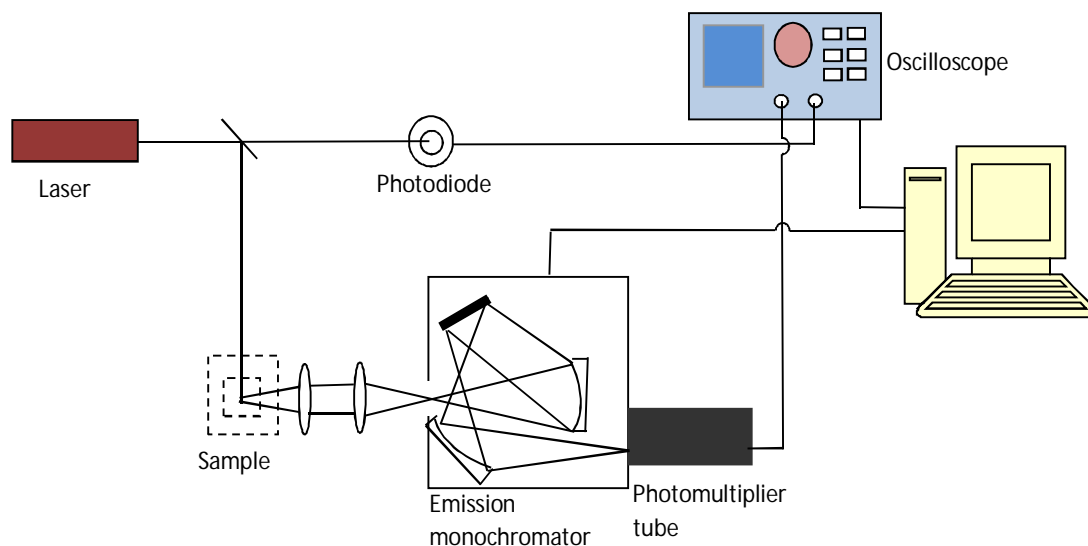 Oscilloscope
Laser
Photodiode
Sample
Emission
monochromator
Photomultiplier
tube